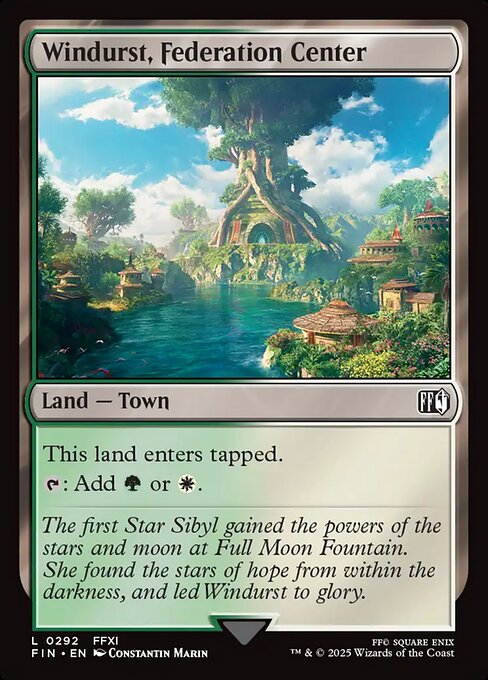 Windurst, Federation Center
Land — Town
FF
This land enters tapped.
: Add or .
The first Star Sibyl gained the powers of the
stars and moon at Full Moon Fountain.
She found the stars of hope from within the
darkness, and led Windurst to glory.
L 0292 FFXI
FIN • EN Constantin Marin
FF© SQUARE ENIX
™ & © 2025 Wizards of the Coast